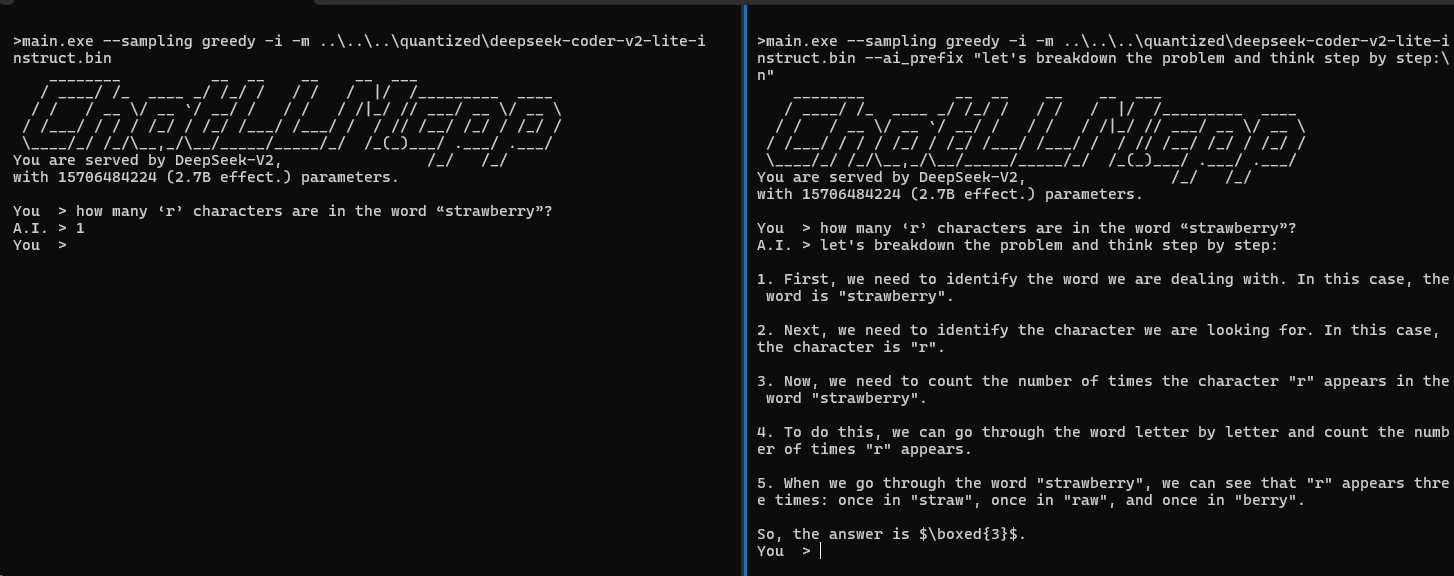 >main.exe --sampling greedy -i -m ..\..\..\quantized\deepseek-coder-v2-lite-i
nstruct.bin
ChatLLM.cpp
You are served by DeepSeek-V2,
with 15706484224 (2.7B effect.) parameters.
You  > how many ‘r’ characters are in the word “strawberry”?
A.I. > 1
You  >
>main.exe --sampling greedy -i -m ..\..\..\quantized\deepseek-coder-v2-lite-i
nstruct.bin --ai_prefix "let's breakdown the problem and think step by step:\
n"
ChatLLM.cpp
You are served by DeepSeek-V2,
with 15706484224 (2.7B effect.) parameters.
You  > how many ‘r’ characters are in the word “strawberry”?
A.I. > let's breakdown the problem and think step by step:
1. First, we need to identify the word we are dealing with. In this case, the
 word is "strawberry".
2. Next, we need to identify the character we are looking for. In this case,
the character is "r".
3. Now, we need to count the number of times the character "r" appears in the
 word "strawberry".
4. To do this, we can go through the word letter by letter and count the numb
er of times "r" appears.
5. When we go through the word "strawberry", we can see that "r" appears thre
e times: once in "straw", once in "raw", and once in "berry".
So, the answer is $\boxed{3}$.
You  >